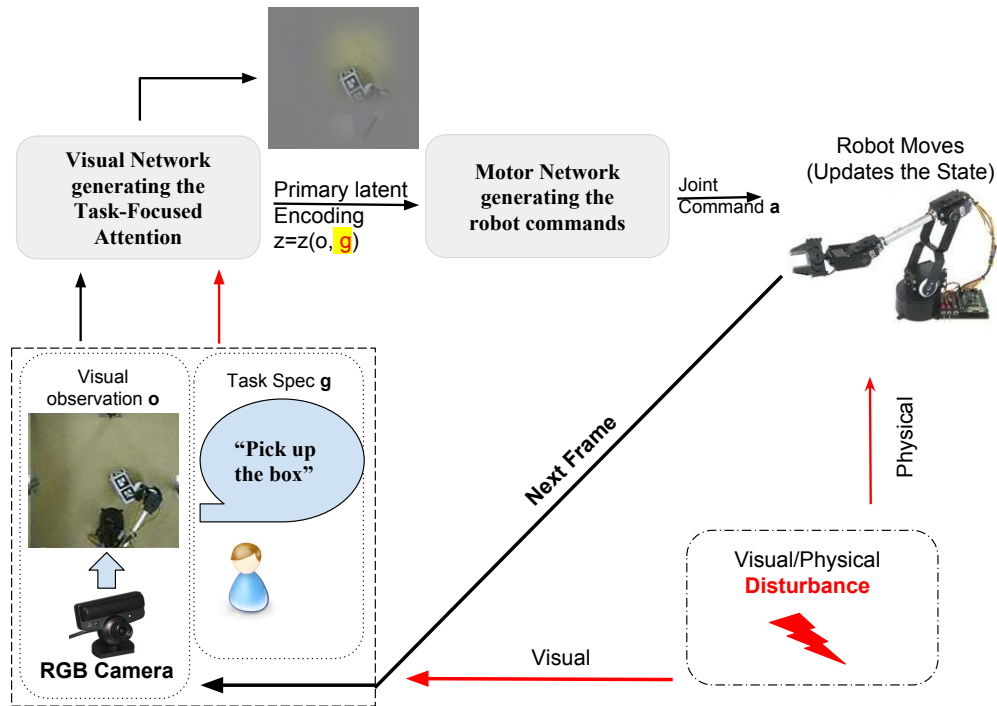 Visual Network
generating the
Task-Focused
Attention
Primary latent
Encoding
z=z(o, g)
Motor Network
generating the
robot commands
Joint
Command a
Robot Moves
(Updates the State)
Visual
observation o
RGB Camera
Task Spec g
“Pick up
the box”
Next Frame
Physical
Visual/Physical
Disturbance
Visual